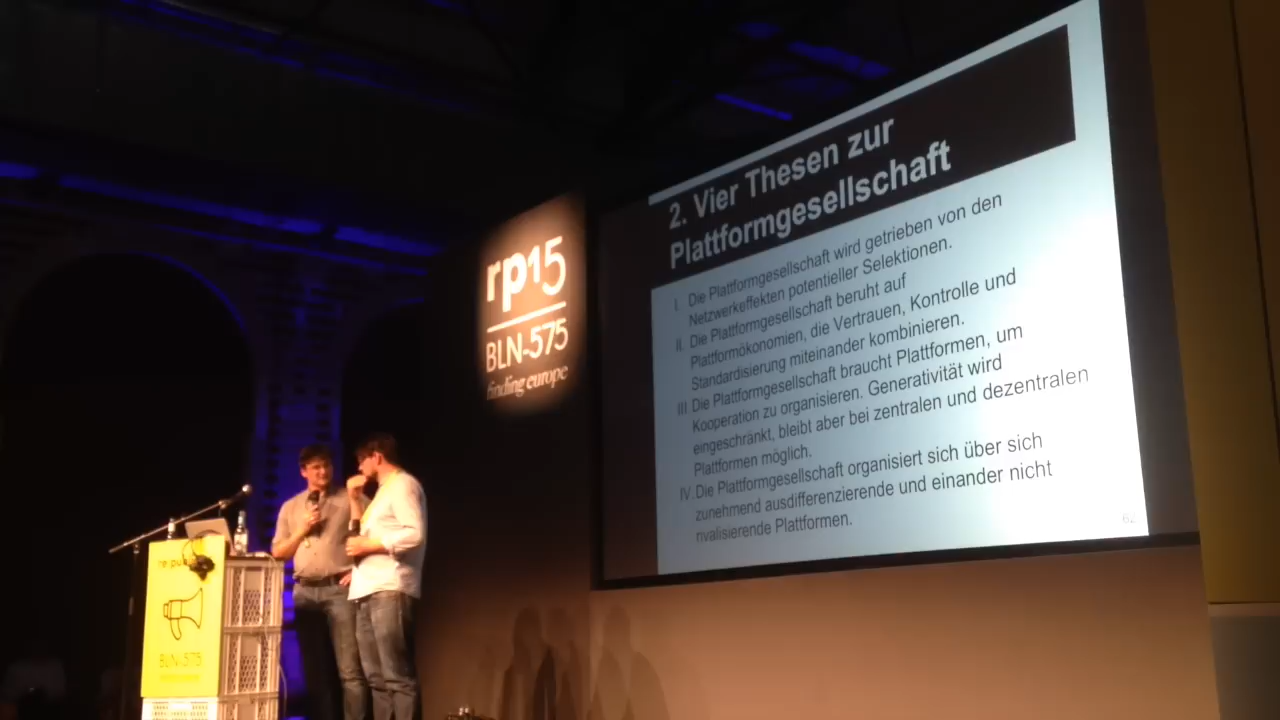 2. Vier Thesen zur
Plattformgesellschaft
I. Die Plattformgesellschaft wird getrieben von den
Netzwerkeffekten potentieller Selektionen.
II. Die Plattformgesellschaft beruht auf
Plattformökonomien, die Vertrauen, Kontrolle und
Standardisierung miteinander kombinieren.
III. Die Plattformgesellschaft braucht Plattformen, um
Kooperation zu organisieren. Generativität wird
eingeschränkt, bleibt aber bei zentralen und dezentralen
Plattformen möglich.
IV. Die Plattformgesellschaft organisiert sich über sich
zunehmend ausdifferenzierende und einander nicht
rivalisierende Plattformen.
62
rp15
BLN-575
finding europe
BLN-575